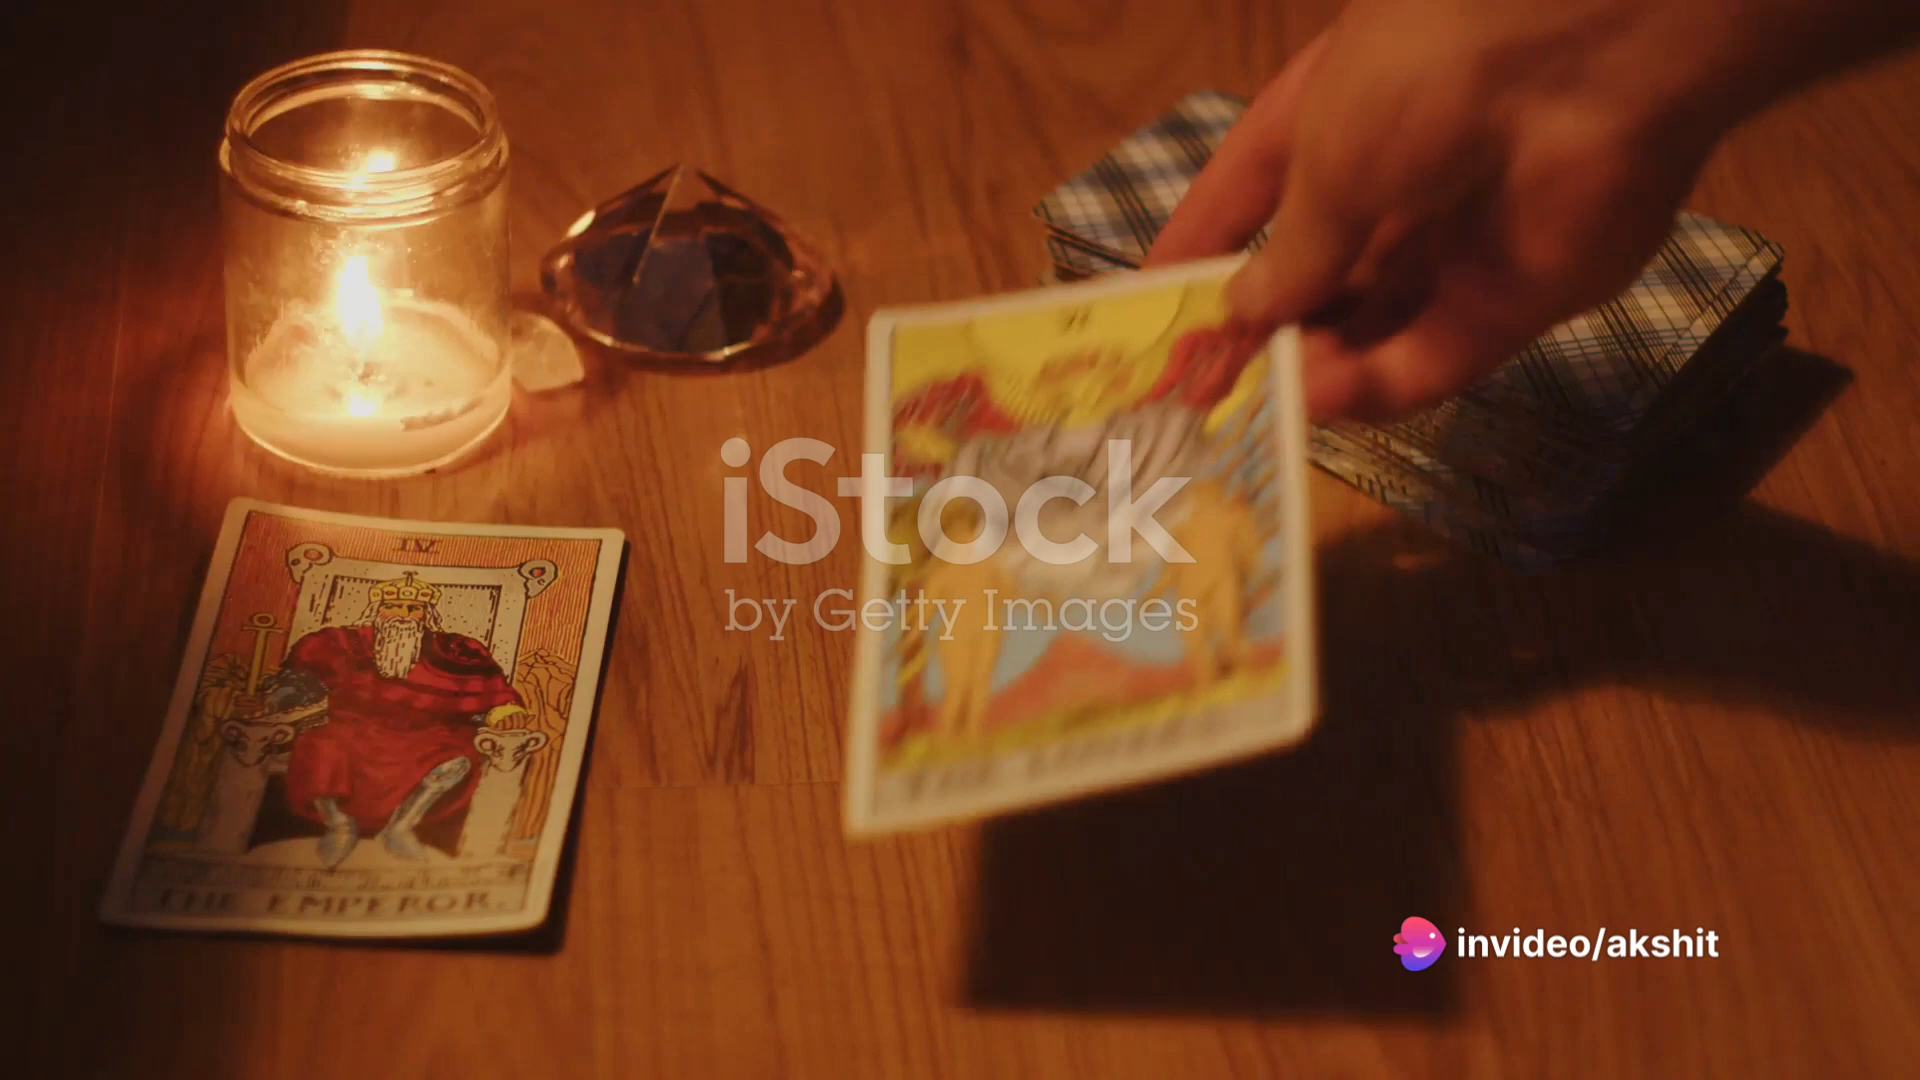 iStock
by Getty Images
IV
THE EMPEROR.
invideo/akshit